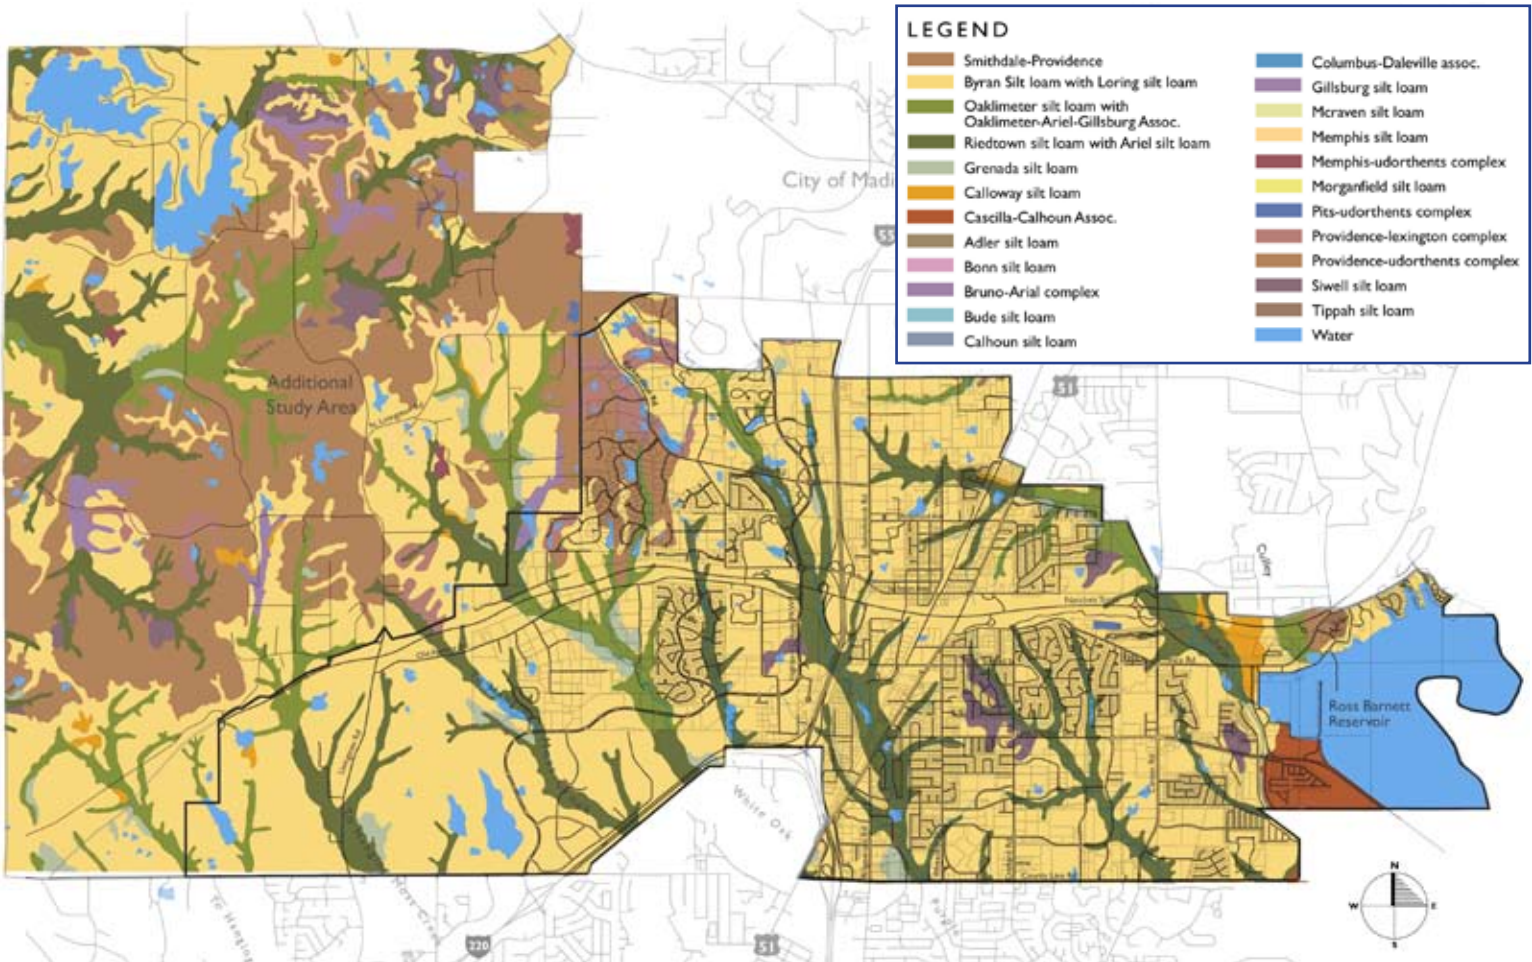 LEGEND
Smithdale-Providence
Byran Silt loam with Loring silt loam
Oaklimeter silt loam with
Oaklimeter-Ariel-Gillsburg Assoc.
Riedtown silt loam with Ariel silt loam
Grenada silt loam
Calloway silt loam
Cascilla-Calhoun Assoc.
Adler silt loam
Bonn silt loam
Bruno-Arial complex
Bude silt loam
Calhoun silt loam
Columbus-Daleville assoc.
Gillsburg silt loam
Mcraven silt loam
Memphis silt loam
Memphis-udorthents complex
Morganfield silt loam
Pits-udorthents complex
Providence-lexington complex
Providence-udorthents complex
Siwell silt loam
Tippah silt loam
Water
City of Madi
55
51
Additional
Study Area
Culley
Ross Barnett
Reservoir
White Oak
Purple
220
51
N
W
E
S